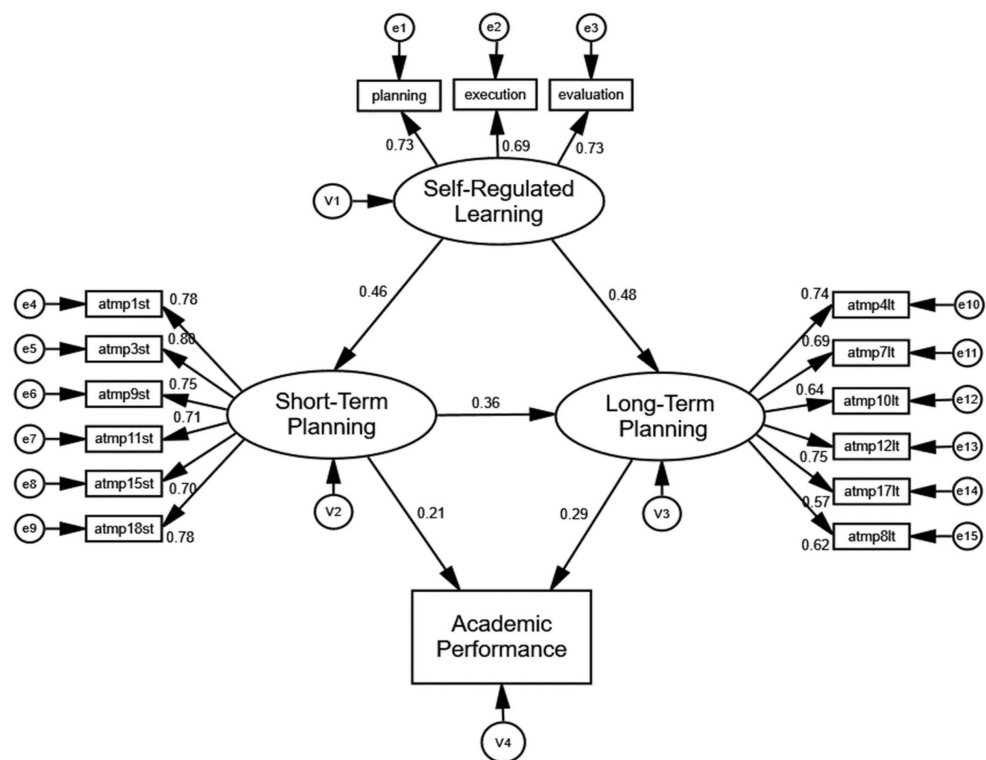 e1
e2
e3
planning
execution
evaluation
0.73
0.69
0.73
V1
Self-Regulated
Learning
0.46
0.48
e4
atmp1st
0.78
e5
atmp3st
0.80
e6
atmp9st
0.75
e7
atmp11st
0.71
e8
atmp15st
0.70
e9
atmp18st
0.78
Short-Term
Planning
0.36
Long-Term
Planning
0.74
atmp4lt
e10
0.69
atmp7lt
e11
0.64
atmp10lt
e12
atmp12lt
e13
0.75
atmp17lt
e14
0.57
atmp8lt
e15
0.62
V2
V3
0.21
0.29
Academic
Performance
V4